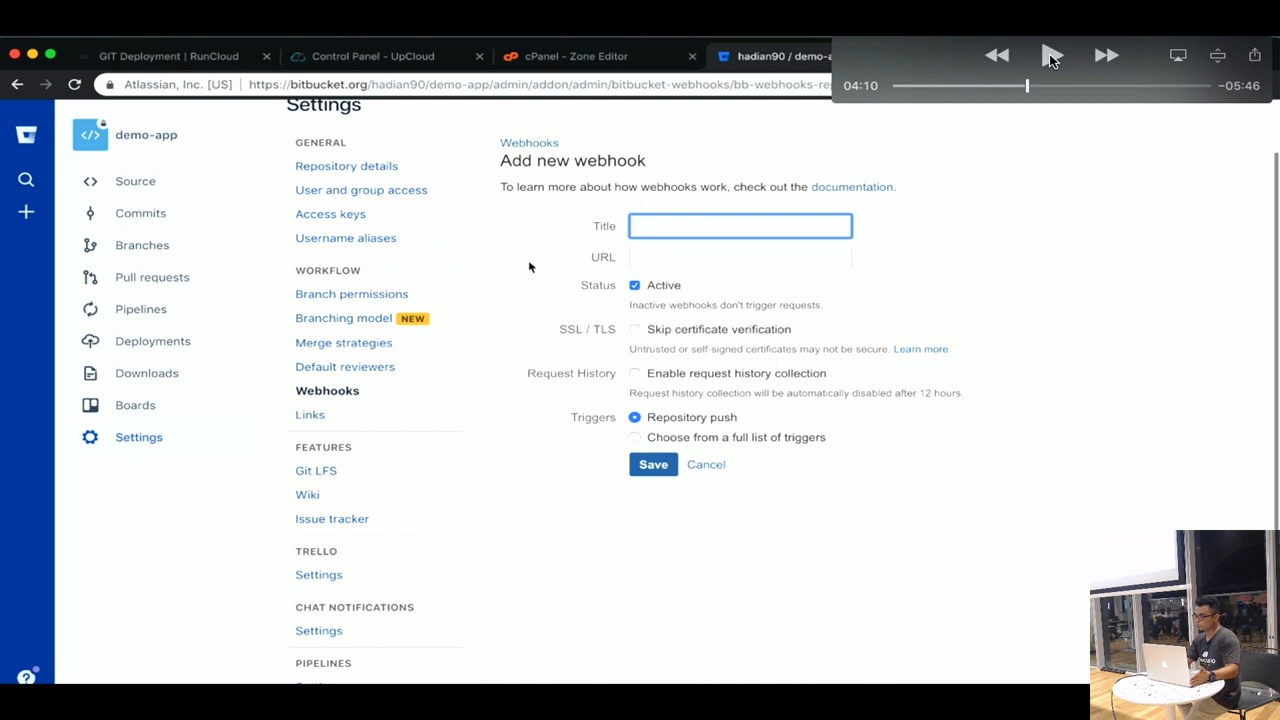 GIT Deployment | RunCloud
Control Panel - UpCloud
cPanel - Zone Editor
hadian90 / demo-a
Atlassian, Inc. [US]
https://bitbucket.org/hadian90/demo-app/admin/addon/admin/bitbucket-webhooks/bb-webhooks-re
04:10
-05:46
demo-app
Source
Commits
Branches
Pull requests
Pipelines
Deployments
Downloads
Boards
Settings
Settings
GENERAL
Repository details
User and group access
Access keys
Username aliases
WORKFLOW
Branch permissions
Branching model NEW
Merge strategies
Default reviewers
Webhooks
Links
FEATURES
Git LFS
Wiki
Issue tracker
TRELLO
Settings
CHAT NOTIFICATIONS
Settings
PIPELINES
Webhooks
Add new webhook
To learn more about how webhooks work, check out the documentation.
Title
URL
Status Active
Inactive webhooks don't trigger requests.
SSL / TLS Skip certificate verification
Untrusted or self-signed certificates may not be secure. Learn more
Request History Enable request history collection
Request history collection will be automatically disabled after 12 hours.
Triggers Repository push
Choose from a full list of triggers
Save Cancel